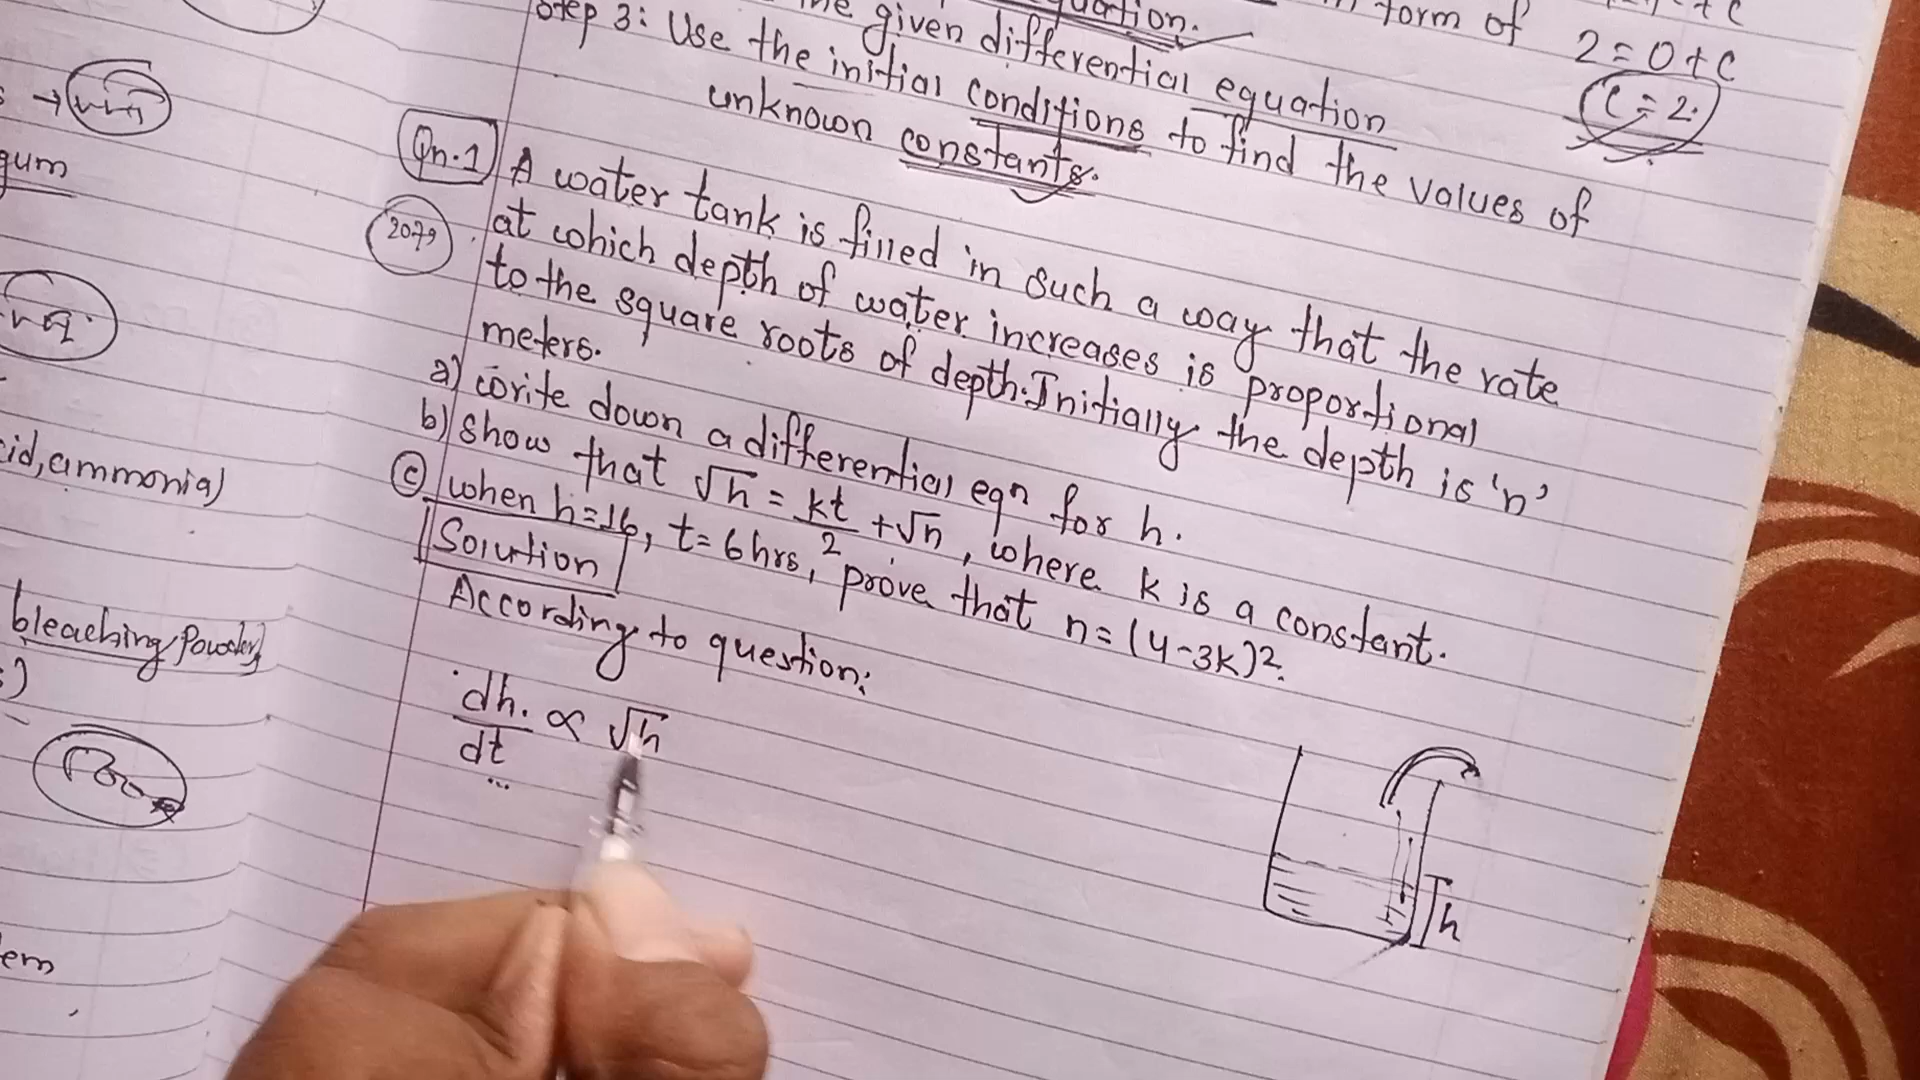 quation.
the given differential equation
in form of
+ c
2 = 0 + c
c = 2.
Step 3: Use the initial conditions to find the values of
unknown constants.
Qn.1 A water tank is filled in such a way that the rate
2079 at which depth of water increases is proportional
to the square roots of depth. Initially the depth is 'n'
meters.
a) write down a differential eqn for h.
b) show that √h = kt/2 + √n, where k is a constant.
c) when h=16, t=6hrs, prove that n=(4-3k)2.
Solution
According to question:
dh/dt ∝ √h
h
gum
cid, ammonia)
bleaching Powder)
em